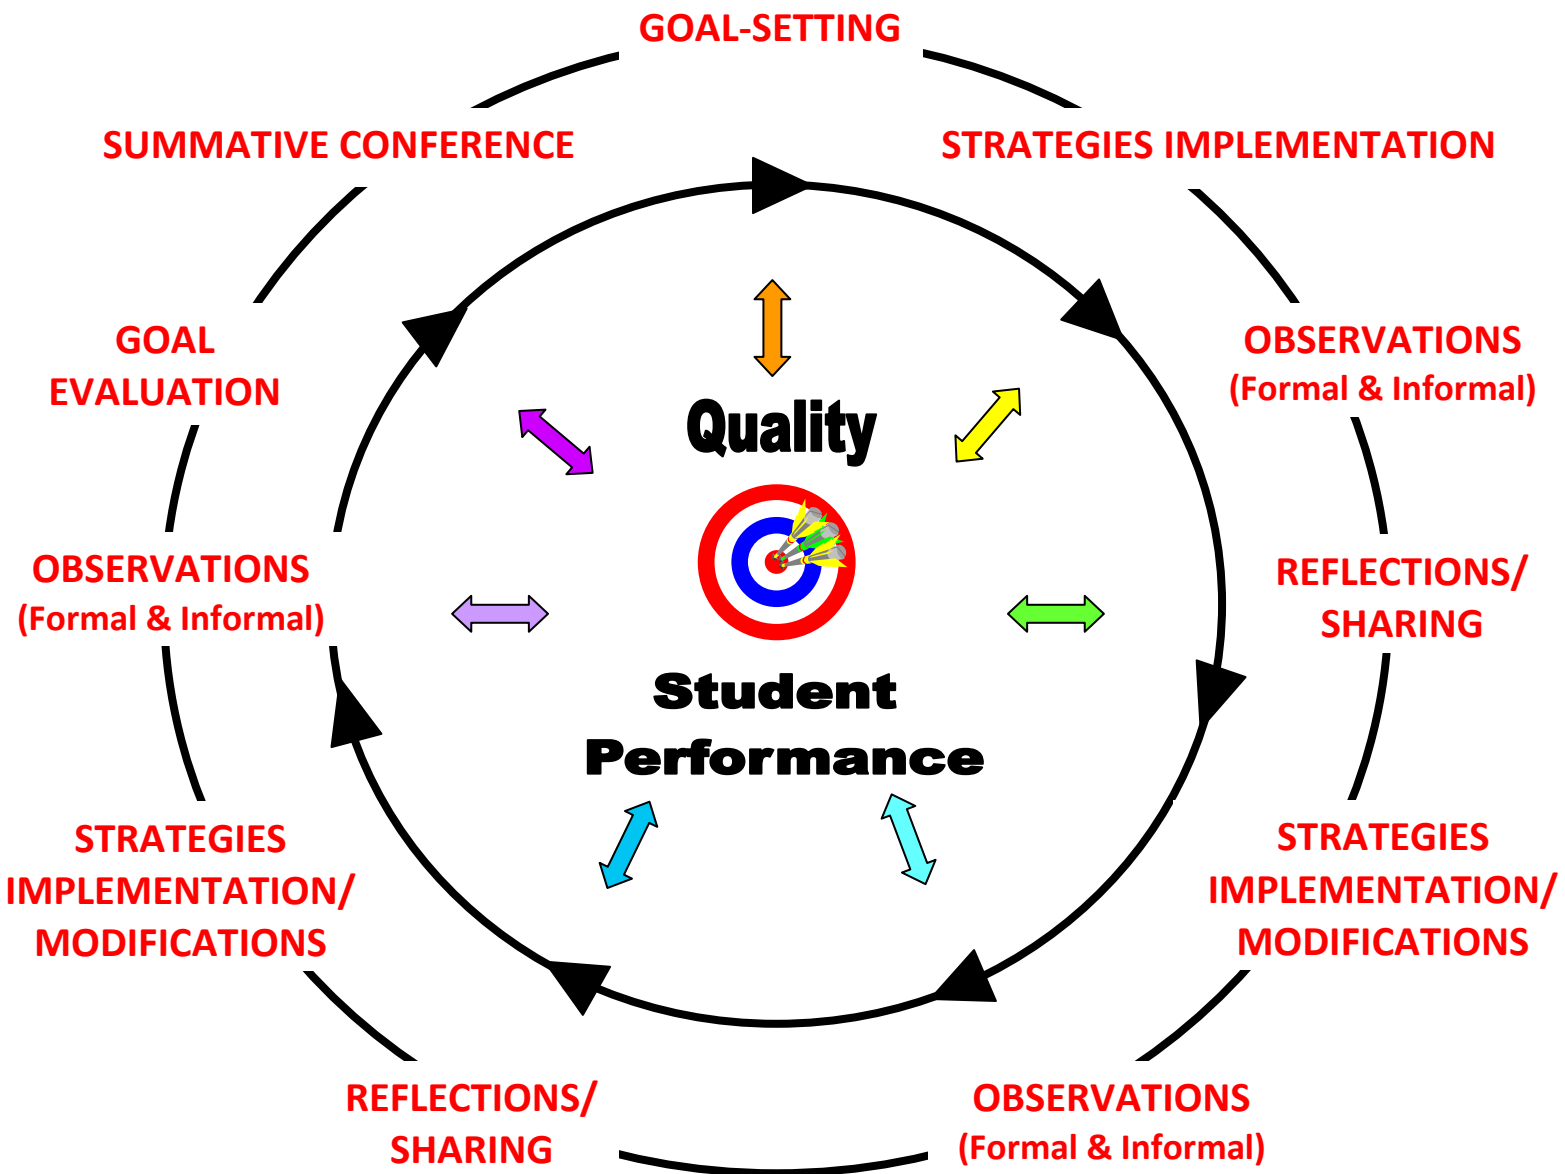 GOAL-SETTING
SUMMATIVE CONFERENCE
STRATEGIES IMPLEMENTATION
GOAL
EVALUATION
OBSERVATIONS
(Formal & Informal)
Quality
OBSERVATIONS
(Formal & Informal)
REFLECTIONS/
SHARING
Student
Performance
STRATEGIES
IMPLEMENTATION/
MODIFICATIONS
STRATEGIES
IMPLEMENTATION/
MODIFICATIONS
REFLECTIONS/
SHARING
OBSERVATIONS
(Formal & Informal)